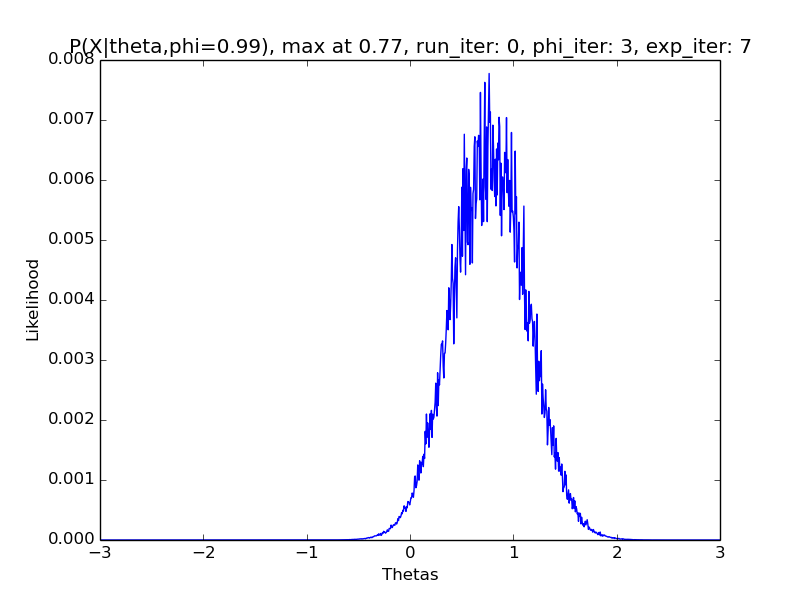 P(X|theta,phi=0.99), max at 0.77, run_iter: 0, phi_iter: 3, exp_iter: 7
0.008
0.007
0.006
0.005
0.004
0.003
0.002
0.001
0.000
Likelihood
−3 −2 −1 0 1 2 3
Thetas